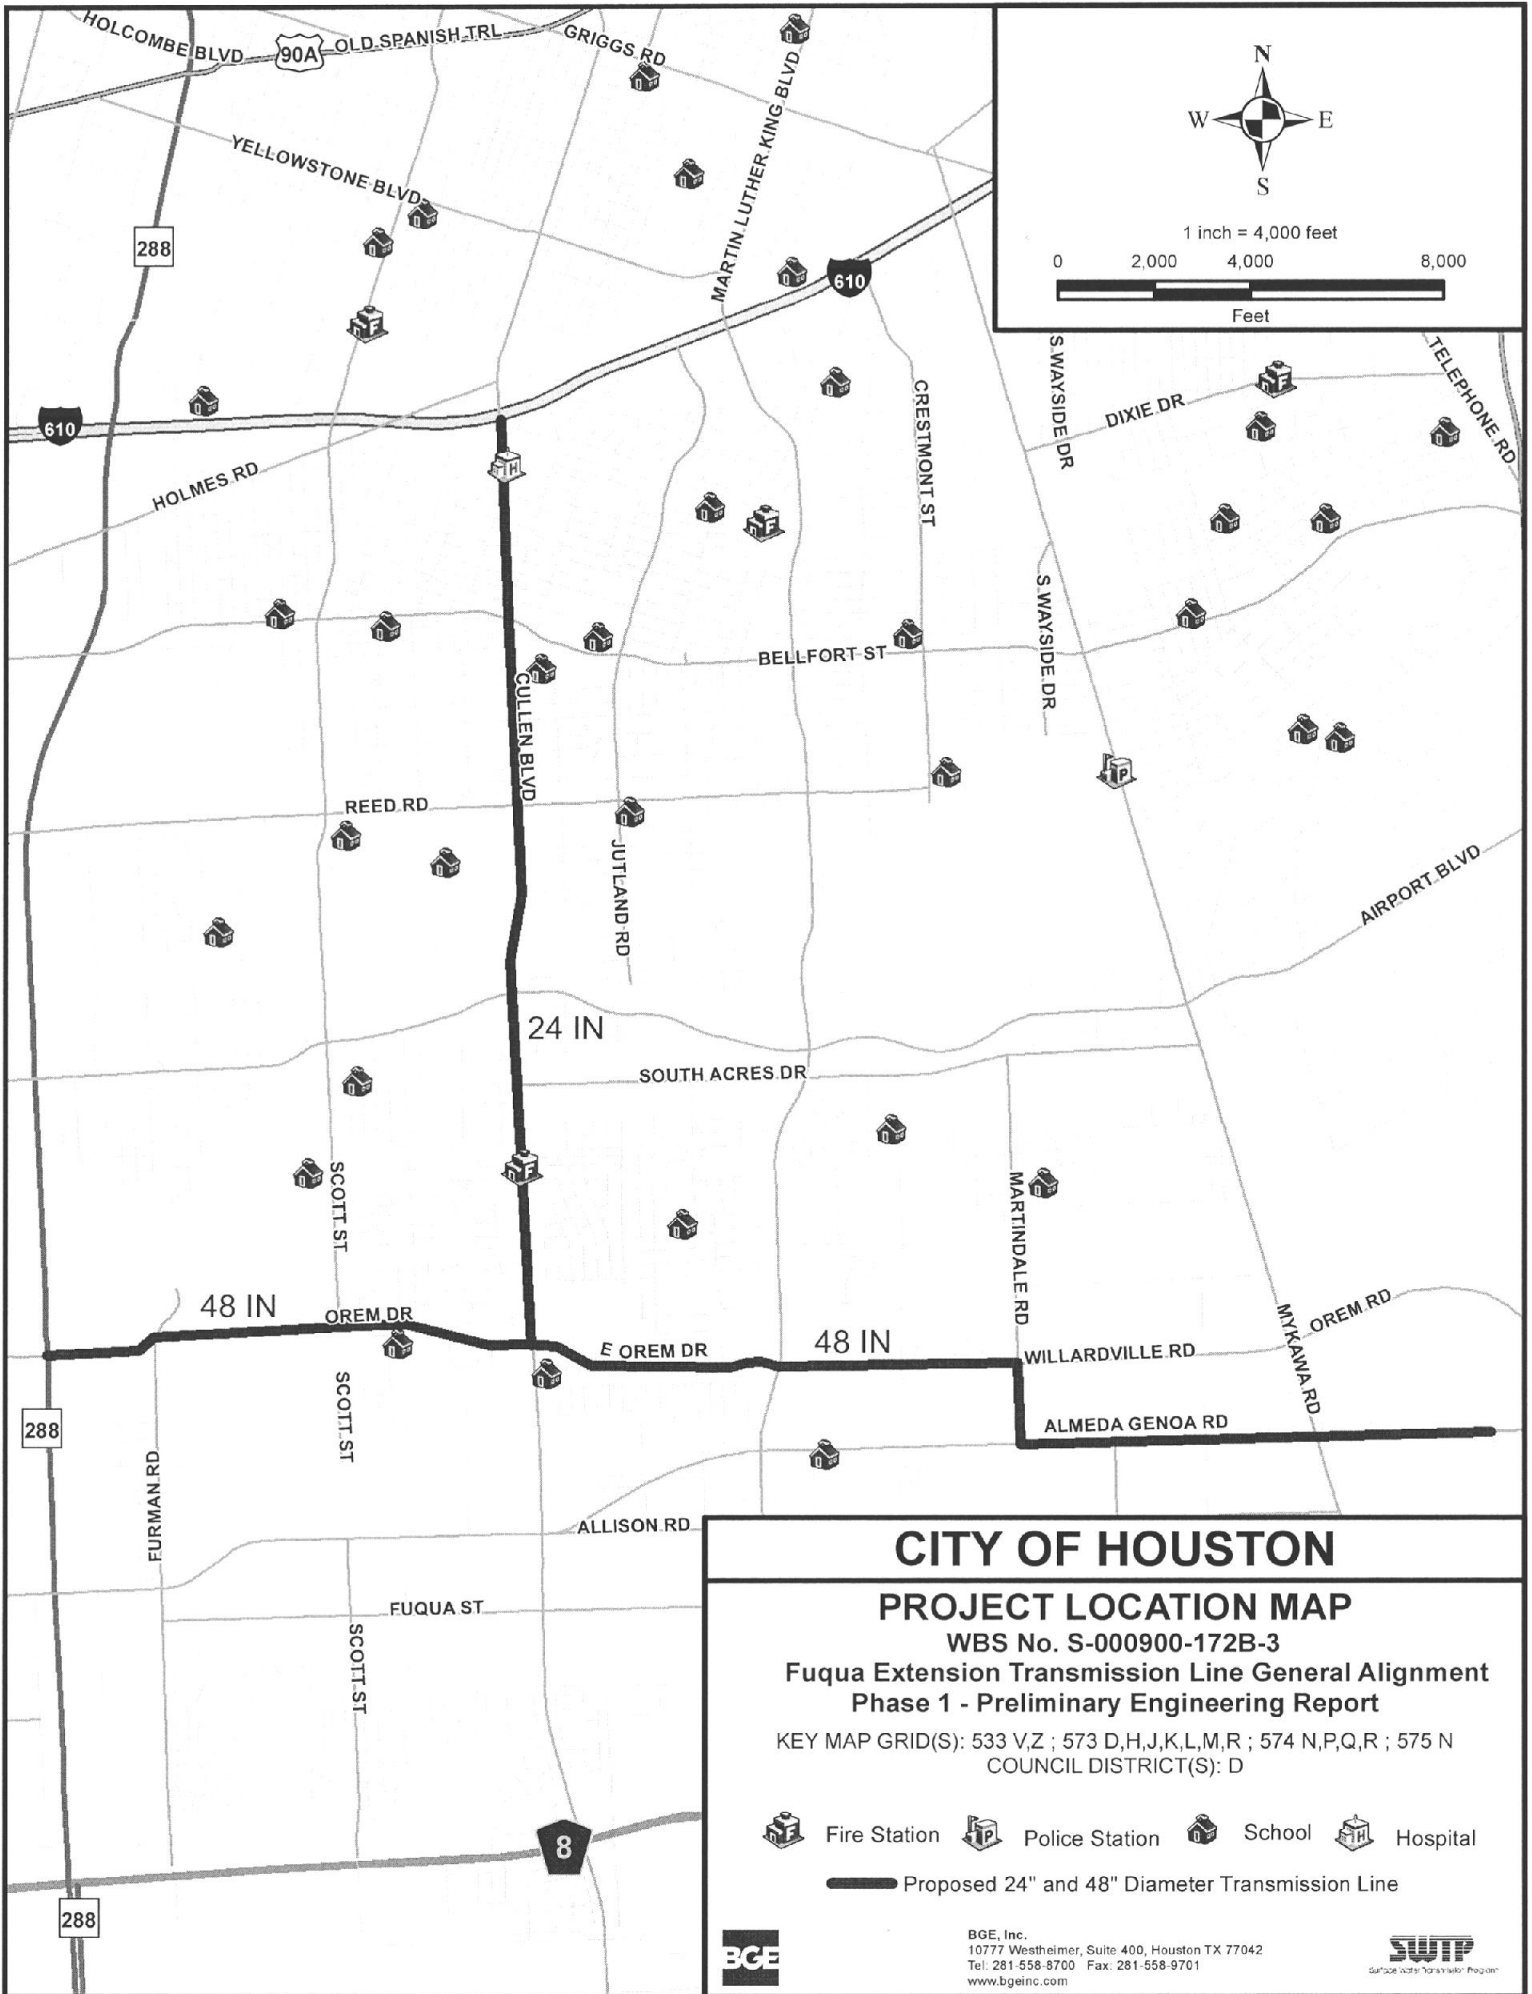 HOLCOMBE BLVD
90A
OLD SPANISH TRL
GRIGGS RD
MARTIN LUTHER KING BLVD
YELLOWSTONE BLVD
288
610
610
HOLMES RD
N
W
E
S
1 inch = 4,000 feet
0 2,000 4,000 8,000
Feet
S WAYSIDE DR
TELEPHONE RD
DIXIE DR
CRESTMONT ST
S WAYSIDE DR
BELLFORT ST
CULLEN BLVD
REED RD
JUTLAND RD
AIRPORT BLVD
24 IN
SOUTH ACRES DR
SCOTT ST
MARTINDALE RD
48 IN
OREM DR
E OREM DR
48 IN
WILLARDVILLE RD
MYKAWA RD
OREM RD
ALMEDA GENOA RD
288
SCOTT ST
FURMAN RD
ALLISON RD
FUQUA ST
SCOTT ST
8
288
CITY OF HOUSTON
PROJECT LOCATION MAP
WBS No. S-000900-172B-3
Fuqua Extension Transmission Line General Alignment
Phase 1 - Preliminary Engineering Report
KEY MAP GRID(S): 533 V,Z ; 573 D,H,J,K,L,M,R ; 574 N,P,Q,R ; 575 N
COUNCIL DISTRICT(S): D
F Fire Station P Police Station School H Hospital
Proposed 24" and 48" Diameter Transmission Line
BGE
BGE, Inc.
10777 Westheimer, Suite 400, Houston TX 77042
Tel: 281-558-8700 Fax: 281-558-9701
www.bgeinc.com
SWTP
Surface Water Transmission Program